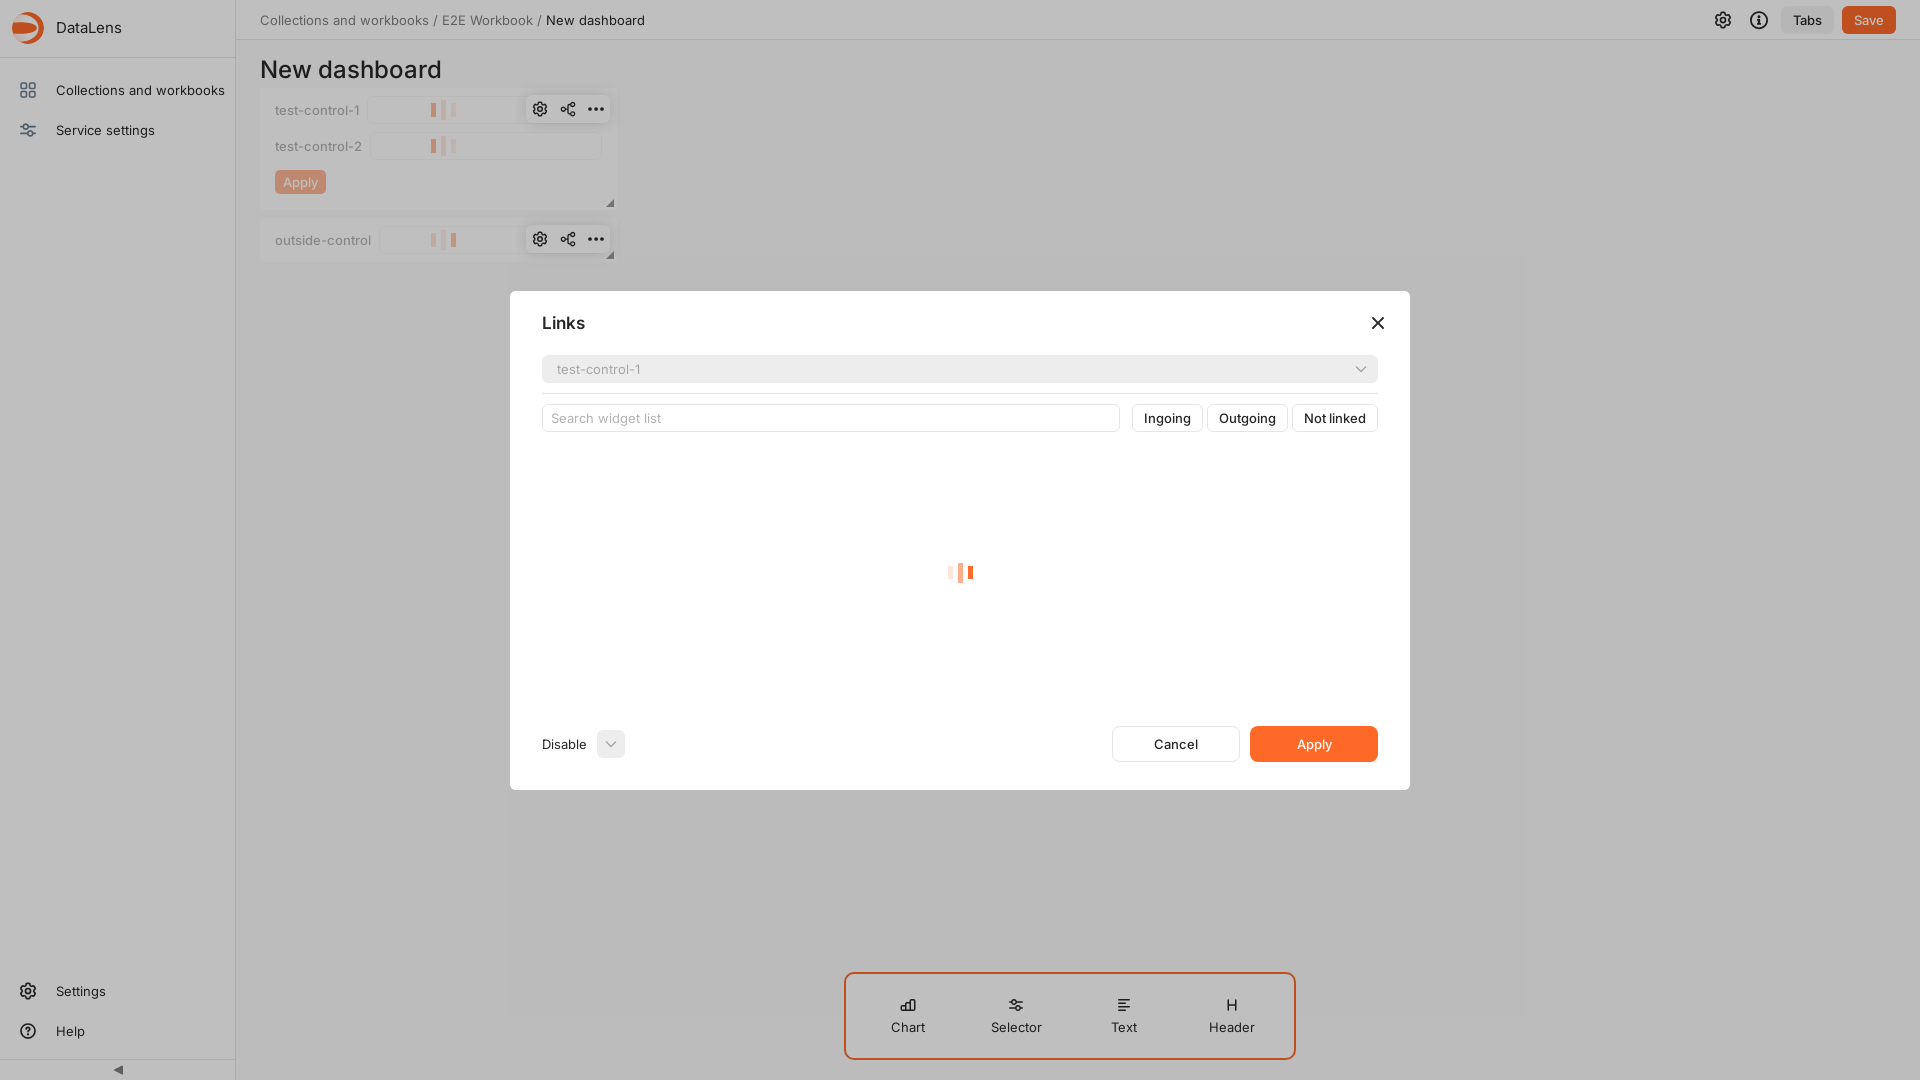 DataLens
Collections and workbooks / E2E Workbook / New dashboard
Tabs
Save
Collections and workbooks
Service settings
New dashboard
test-control-1
test-control-2
Apply
outside-control
Links
test-control-1
Search widget list
Ingoing
Outgoing
Not linked
Disable
Cancel
Apply
Chart
Selector
Text
Header
Settings
Help